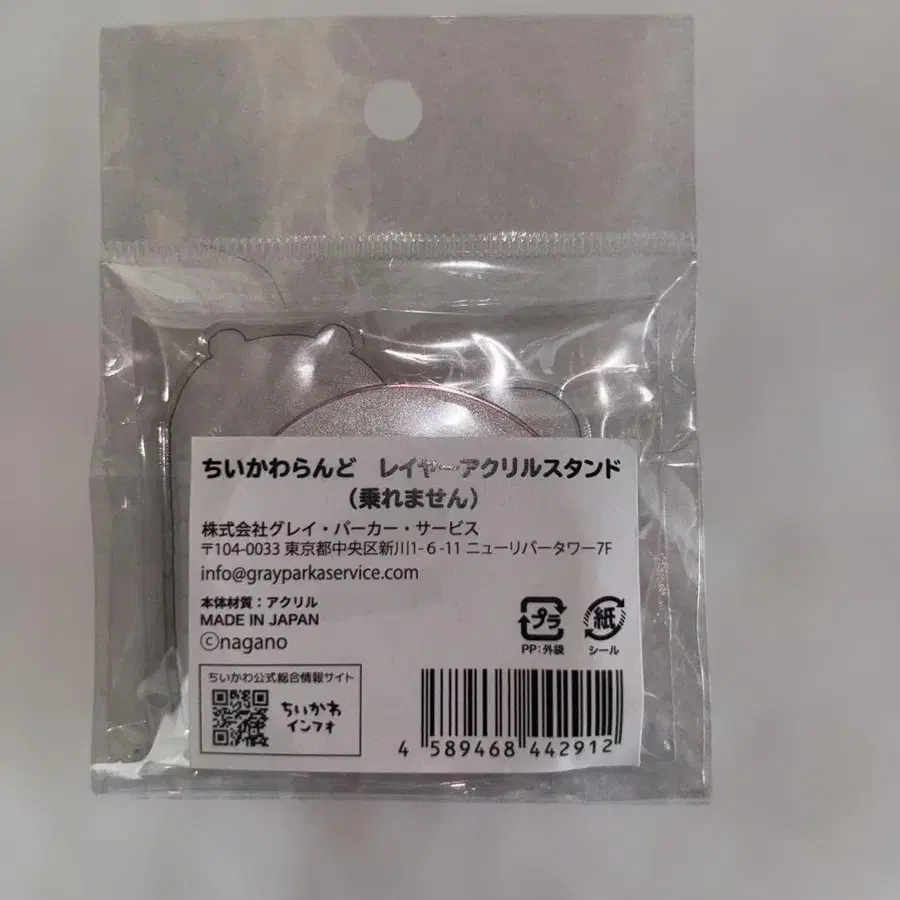 ちいかわらんど　レイヤーアクリルスタンド
（乗れません）
株式会社グレイ・パーカー・サービス
〒104-0033 東京都中央区新川1-6-11 ニューリバータワー7F
info@grayparkaservice.com
本体材質：アクリル
MADE IN JAPAN
ⓒnagano
プラ
PP：外袋
紙
シール
ちいかわ公式総合情報サイト
ちいかわ
インフォ
4 589468 442912